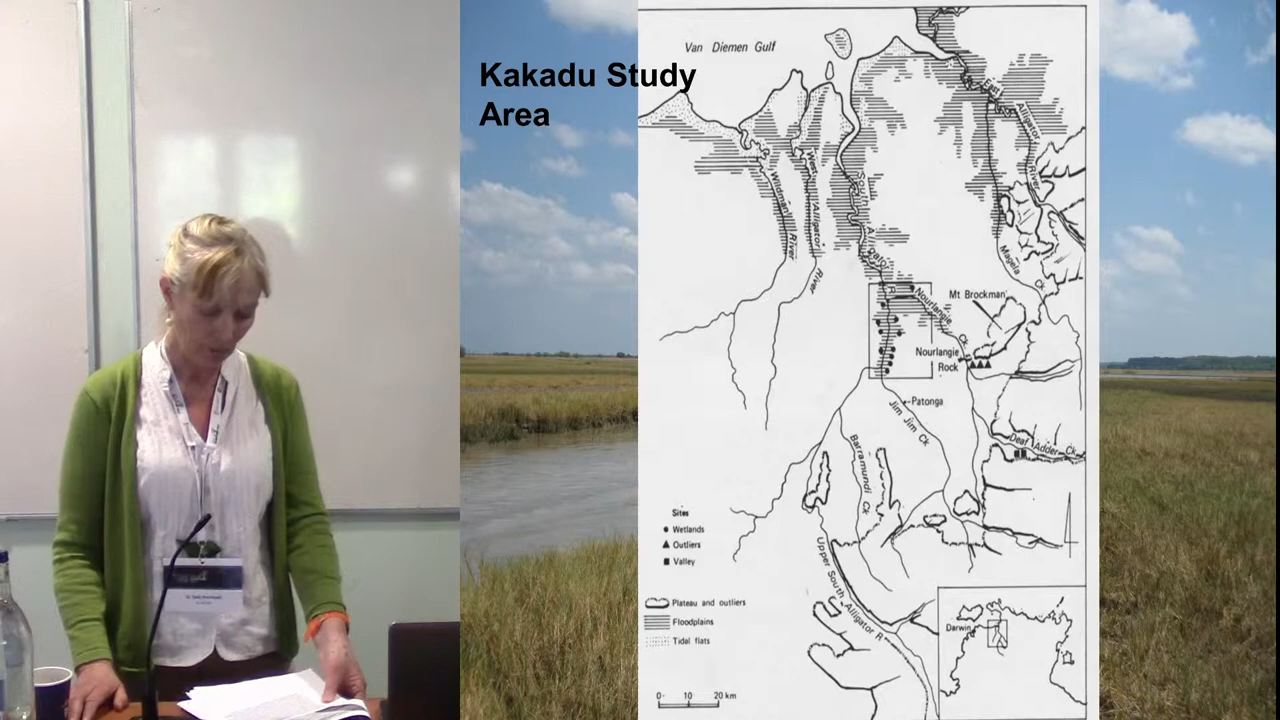 Kakadu Study
Area
Van Diemen Gulf
East
Alligator
River
Wildman River
West Alligator
River
South Alligator
R
Magela
Ck
Nourlangie
Ck
Mt Brockman
Nourlangie
Rock
Patonga
Jim Jim Ck
Barramundi Ck
Deaf Adder Ck
Upper South Alligator R
Sites
Wetlands
Outliers
Valley
Plateau and outliers
Floodplains
Tidal flats
Darwin
0 10 20 km